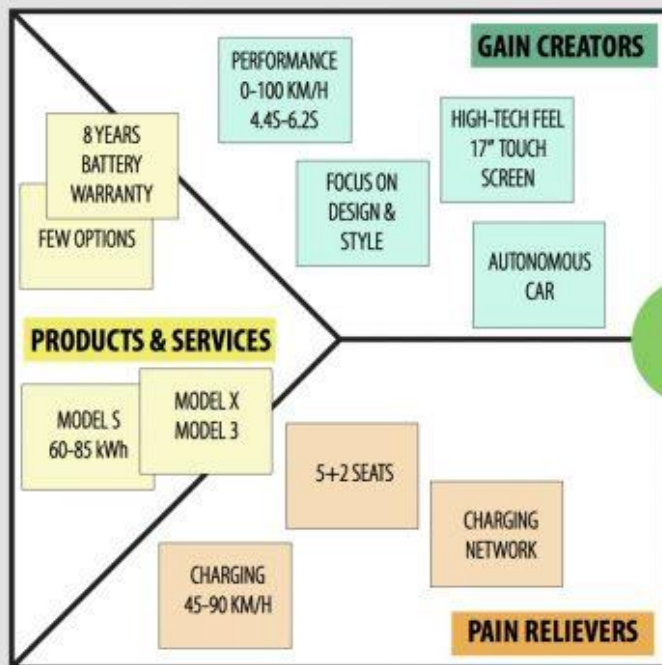 GAIN CREATORS
PERFORMANCE
0-100 KM/H
4.4S-6.2S
HIGH-TECH FEEL
17" TOUCH
SCREEN
FOCUS ON
DESIGN &
STYLE
AUTONOMOUS
CAR
8 YEARS
BATTERY
WARRANTY
FEW OPTIONS
PRODUCTS & SERVICES
MODEL S
60-85 kWh
MODEL X
MODEL 3
5+2 SEATS
CHARGING
NETWORK
CHARGING
45-90 KM/H
PAIN RELIEVERS